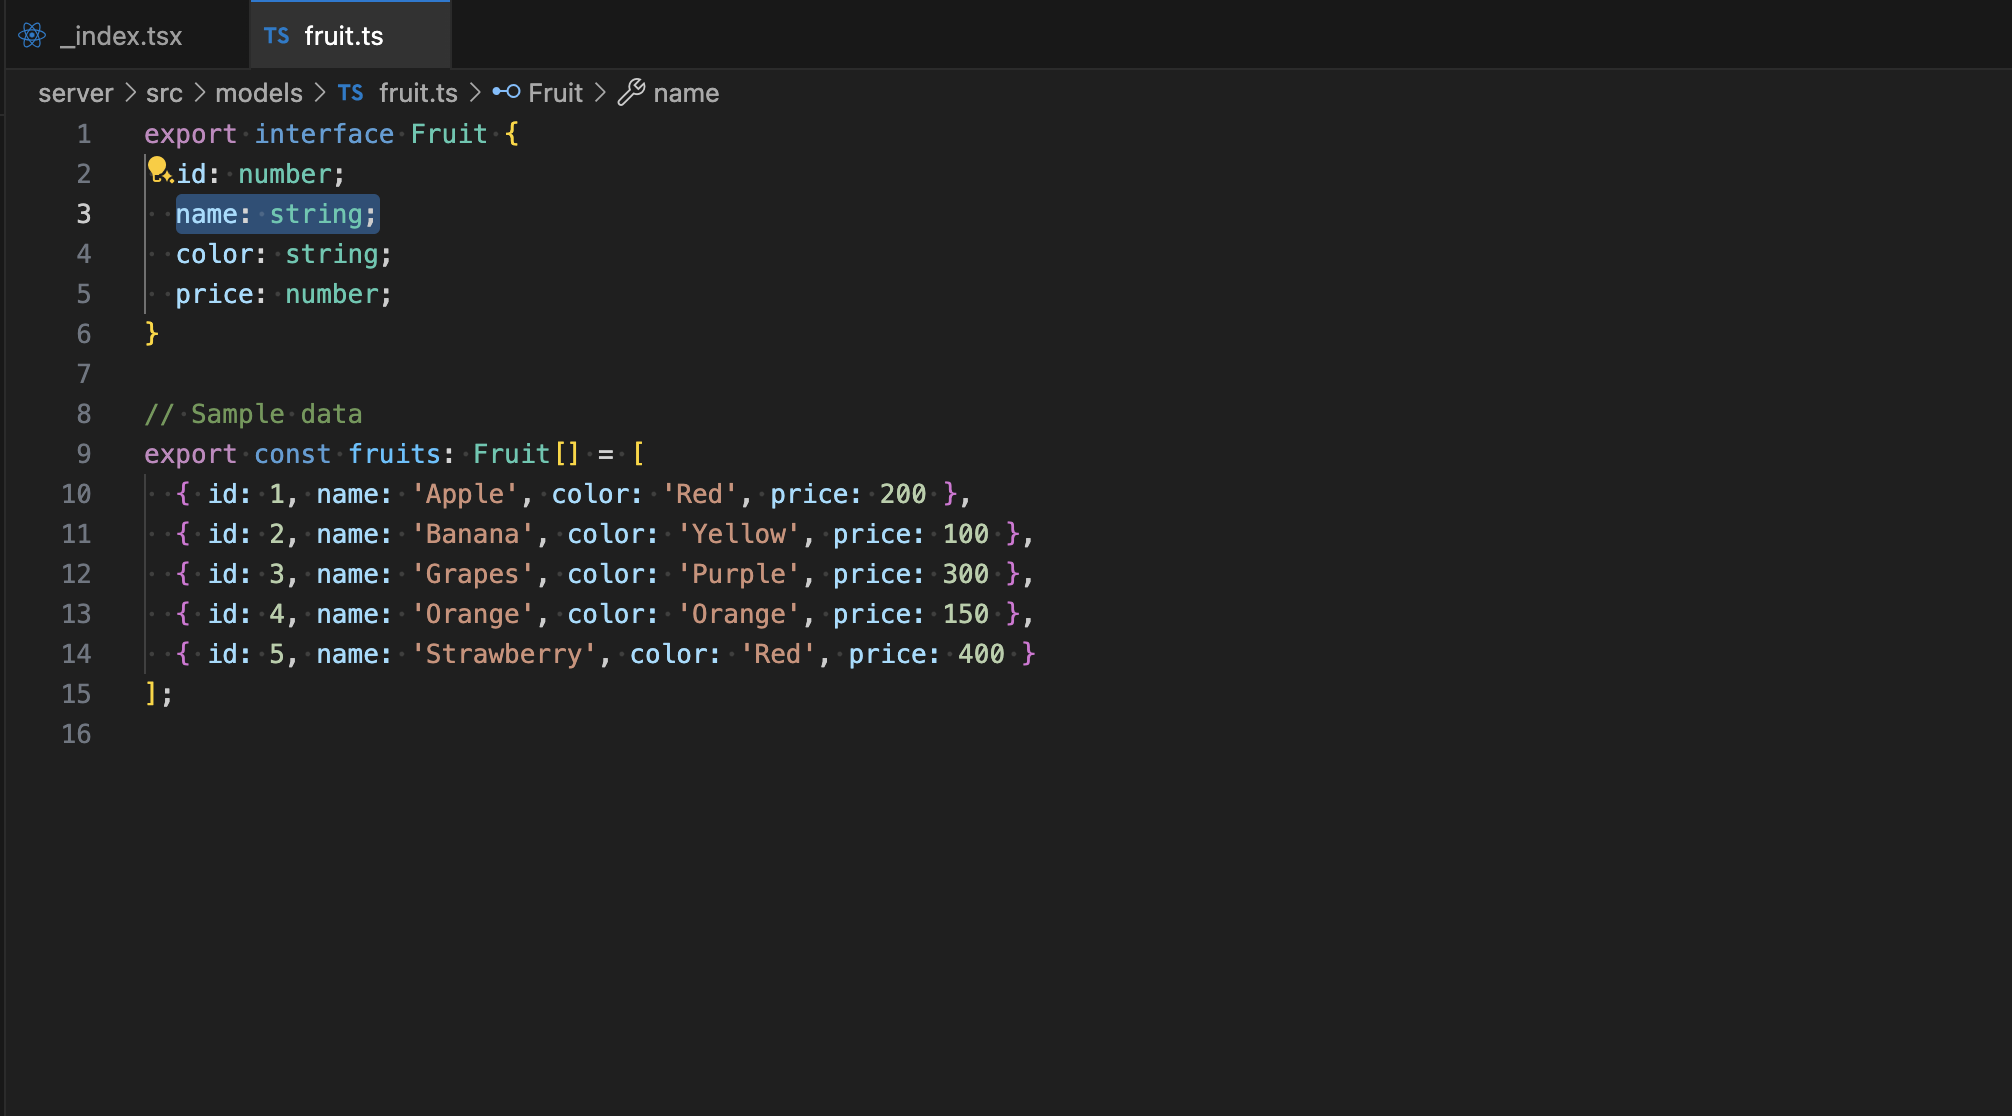 _index.tsx
TS fruit.ts
server > src > models > TS fruit.ts > Fruit > name
1 export interface Fruit {
2 id: number;
3 name: string;
4 color: string;
5 price: number;
6 }
7
8 // Sample data
9 export const fruits: Fruit[] = [
10 { id: 1, name: 'Apple', color: 'Red', price: 200 },
11 { id: 2, name: 'Banana', color: 'Yellow', price: 100 },
12 { id: 3, name: 'Grapes', color: 'Purple', price: 300 },
13 { id: 4, name: 'Orange', color: 'Orange', price: 150 },
14 { id: 5, name: 'Strawberry', color: 'Red', price: 400 }
15 ];
16